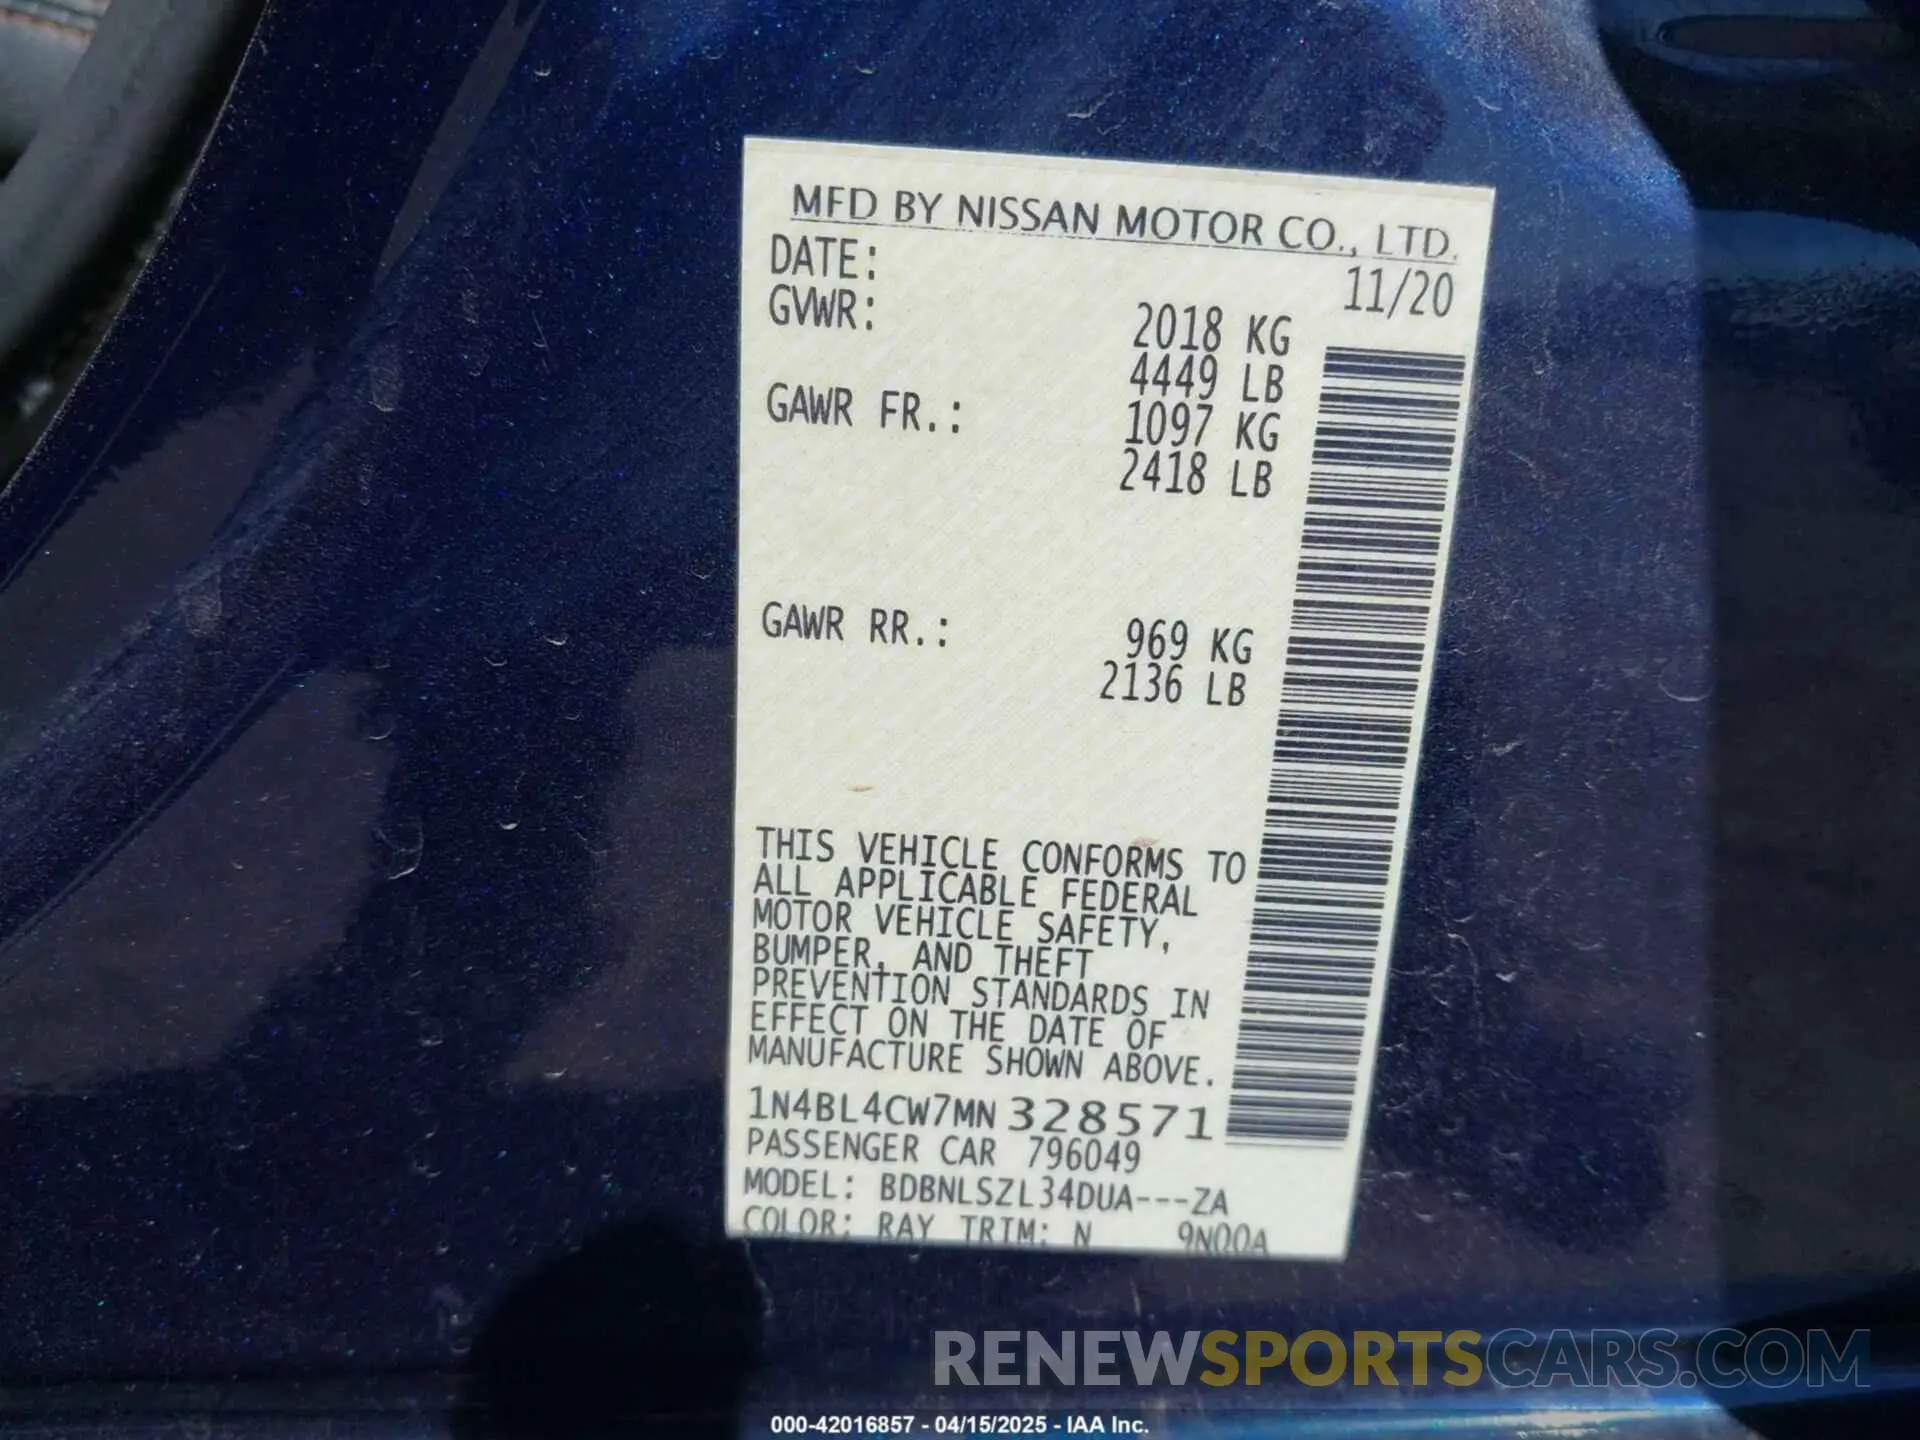 MFD BY NISSAN MOTOR CO., LTD.
DATE: 11/20
GVWR: 2018 KG
4449 LB
GAWR FR.: 1097 KG
2418 LB
GAWR RR.: 969 KG
2136 LB
THIS VEHICLE CONFORMS TO
ALL APPLICABLE FEDERAL
MOTOR VEHICLE SAFETY,
BUMPER, AND THEFT
PREVENTION STANDARDS IN
EFFECT ON THE DATE OF
MANUFACTURE SHOWN ABOVE.
1N4BL4CW7MN328571
PASSENGER CAR 796049
MODEL: BDBNLSZL34DUA---ZA
COLOR: RAY TRIM: N 9N00A
RENEWSPORTSCARS.COM
000-42016857 - 04/15/2025 - IAA Inc.